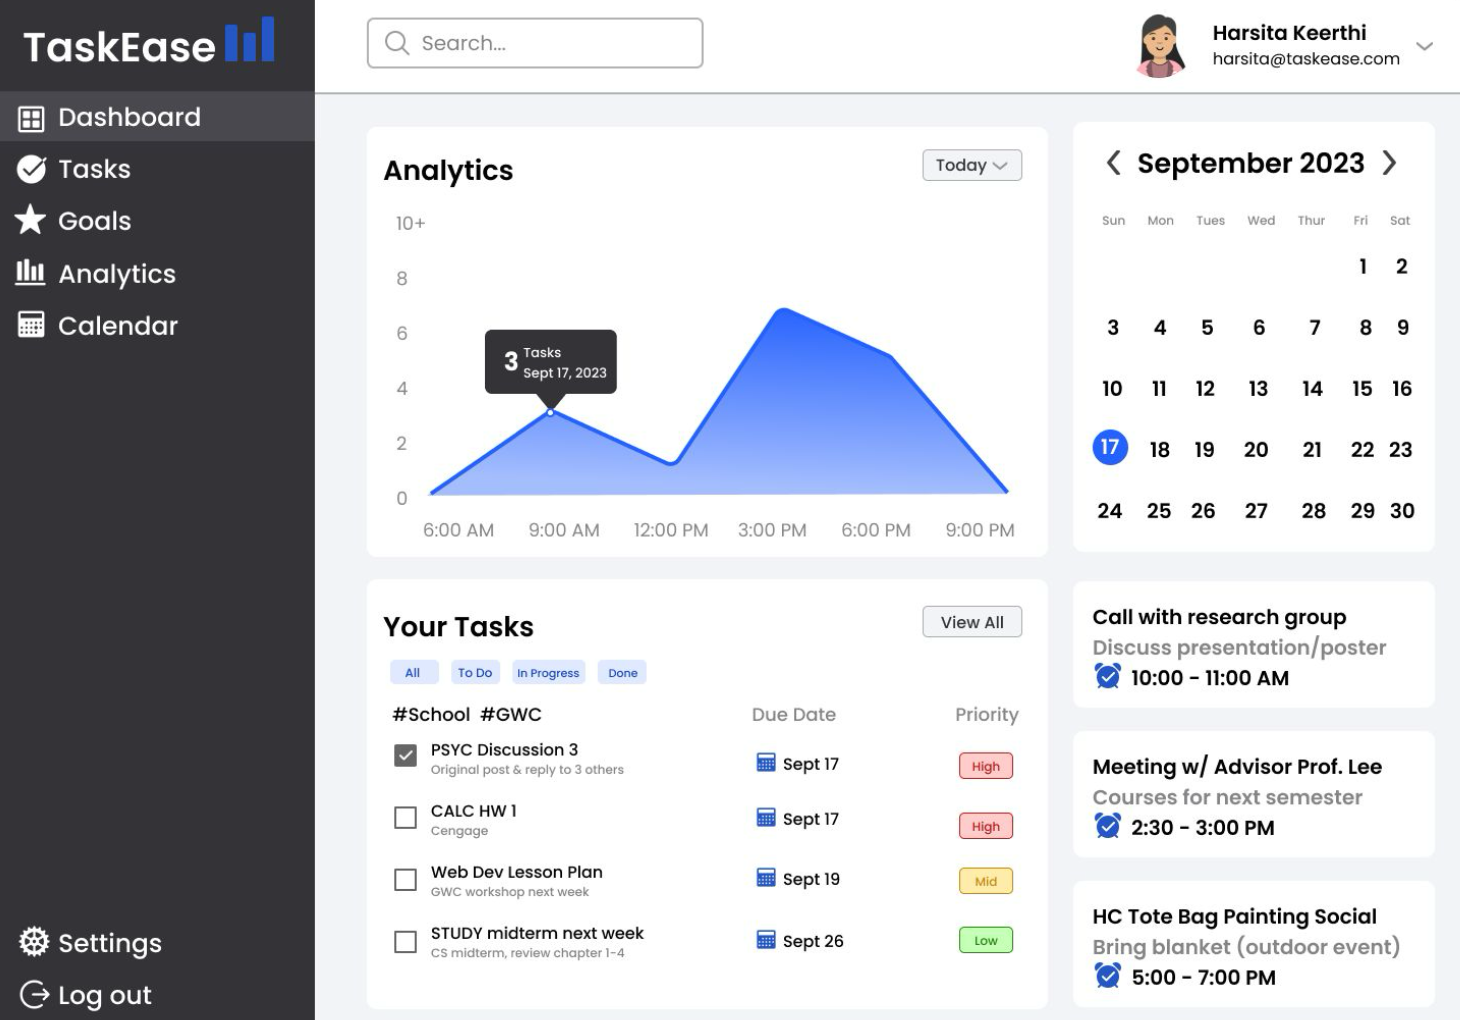 TaskEase
Dashboard
Tasks
Goals
Analytics
Calendar
Settings
Log out
Search...
Harsita Keerthi
harsita@taskease.com
Analytics
Today
10+
8
6
4
2
0
3 Tasks
Sept 17, 2023
6:00 AM 9:00 AM 12:00 PM 3:00 PM 6:00 PM 9:00 PM
September 2023
Sun Mon Tues Wed Thur Fri Sat
1 2
3 4 5 6 7 8 9
10 11 12 13 14 15 16
17 18 19 20 21 22 23
24 25 26 27 28 29 30
Your Tasks
View All
All To Do In Progress Done
#School #GWC Due Date Priority
PSYC Discussion 3
Original post & reply to 3 others
Sept 17
High
CALC HW 1
Cengage
Sept 17
High
Web Dev Lesson Plan
GWC workshop next week
Sept 19
Mid
STUDY midterm next week
CS midterm, review chapter 1-4
Sept 26
Low
Call with research group
Discuss presentation/poster
10:00 - 11:00 AM
Meeting w/ Advisor Prof. Lee
Courses for next semester
2:30 - 3:00 PM
HC Tote Bag Painting Social
Bring blanket (outdoor event)
5:00 - 7:00 PM